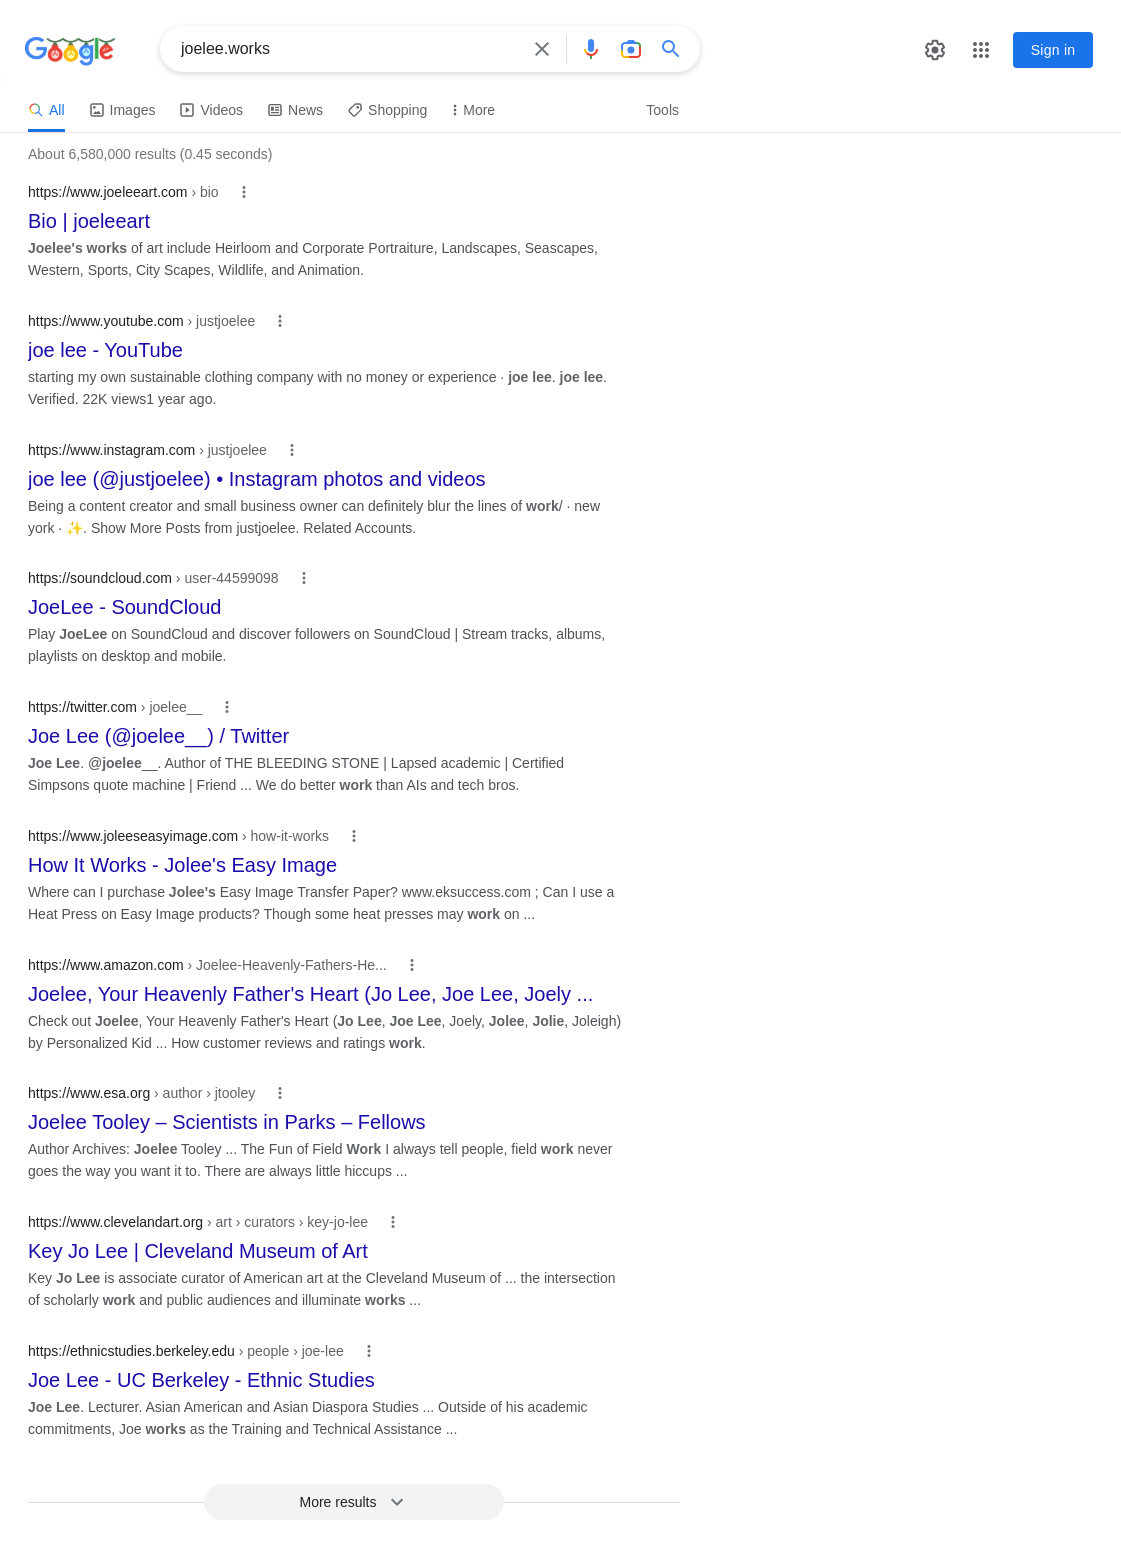 Google
joelee.works
Sign in
All Images Videos News Shopping More Tools
About 6,580,000 results (0.45 seconds)
https://www.joeleeart.com › bio
Bio | joeleeart
Joelee's works of art include Heirloom and Corporate Portraiture, Landscapes, Seascapes,
Western, Sports, City Scapes, Wildlife, and Animation.
https://www.youtube.com › justjoelee
joe lee - YouTube
starting my own sustainable clothing company with no money or experience · joe lee. joe lee.
Verified. 22K views1 year ago.
https://www.instagram.com › justjoelee
joe lee (@justjoelee) • Instagram photos and videos
Being a content creator and small business owner can definitely blur the lines of work/ · new
york · ✨. Show More Posts from justjoelee. Related Accounts.
https://soundcloud.com › user-44599098
JoeLee - SoundCloud
Play JoeLee on SoundCloud and discover followers on SoundCloud | Stream tracks, albums,
playlists on desktop and mobile.
https://twitter.com › joelee__
Joe Lee (@joelee__) / Twitter
Joe Lee. @joelee__. Author of THE BLEEDING STONE | Lapsed academic | Certified
Simpsons quote machine | Friend ... We do better work than AIs and tech bros.
https://www.joleeseasyimage.com › how-it-works
How It Works - Jolee's Easy Image
Where can I purchase Jolee's Easy Image Transfer Paper? www.eksuccess.com ; Can I use a
Heat Press on Easy Image products? Though some heat presses may work on ...
https://www.amazon.com › Joelee-Heavenly-Fathers-He...
Joelee, Your Heavenly Father's Heart (Jo Lee, Joe Lee, Joely ...
Check out Joelee, Your Heavenly Father's Heart (Jo Lee, Joe Lee, Joely, Jolee, Jolie, Joleigh)
by Personalized Kid ... How customer reviews and ratings work.
https://www.esa.org › author › jtooley
Joelee Tooley – Scientists in Parks – Fellows
Author Archives: Joelee Tooley ... The Fun of Field Work I always tell people, field work never
goes the way you want it to. There are always little hiccups ...
https://www.clevelandart.org › art › curators › key-jo-lee
Key Jo Lee | Cleveland Museum of Art
Key Jo Lee is associate curator of American art at the Cleveland Museum of ... the intersection
of scholarly work and public audiences and illuminate works ...
https://ethnicstudies.berkeley.edu › people › joe-lee
Joe Lee - UC Berkeley - Ethnic Studies
Joe Lee. Lecturer. Asian American and Asian Diaspora Studies ... Outside of his academic
commitments, Joe works as the Training and Technical Assistance ...
More results